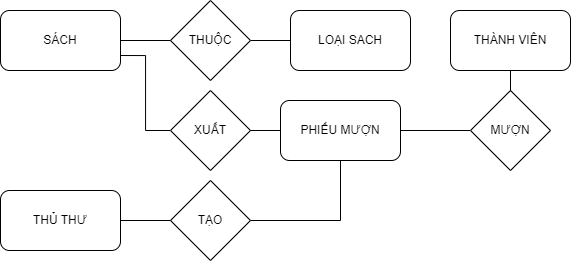 SÁCH
THUỘC
LOẠI SACH
THÀNH VIÊN
XUẤT
PHIẾU MƯỢN
MƯỢN
THỦ THƯ
TẠO